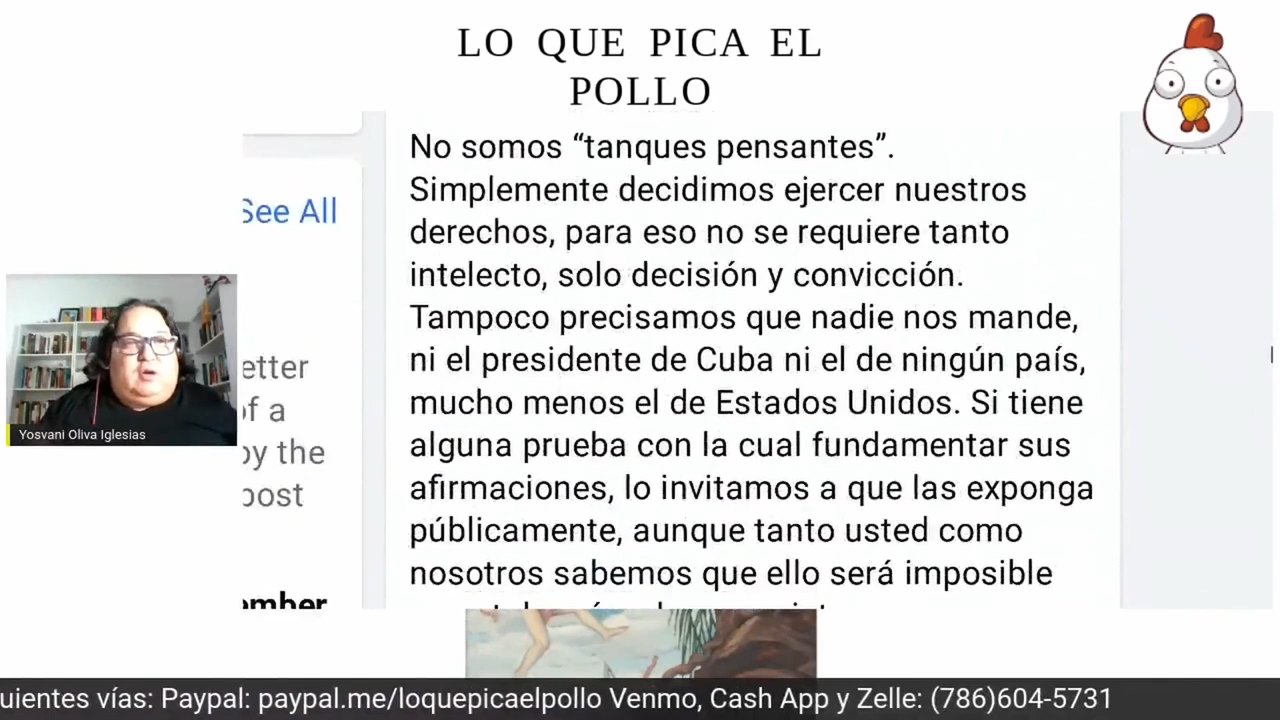 LO QUE PICA EL
POLLO
No somos “tanques pensantes”.
Simplemente decidimos ejercer nuestros
derechos, para eso no se requiere tanto
intelecto, solo decisión y convicción.
Tampoco precisamos que nadie nos mande,
ni el presidente de Cuba ni el de ningún país,
mucho menos el de Estados Unidos. Si tiene
alguna prueba con la cual fundamentar sus
afirmaciones, lo invitamos a que las exponga
públicamente, aunque tanto usted como
nosotros sabemos que ello será imposible
See All
etter
of a
by the
post
ember
Yosvani Oliva Iglesias
uientes vías: Paypal: paypal.me/loquepicaelpollo Venmo, Cash App y Zelle: (786)604-5731